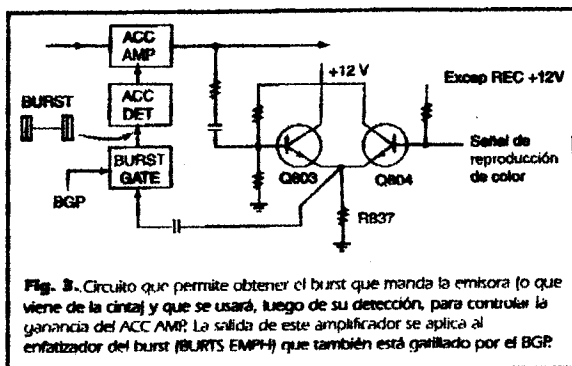 ACC
AMP
+12 V
Excep REC +12V
BURST
ACC
DET
Señal de
reproducción
de color
BURST
GATE
Q803
Q804
BGP
R837
Fig. 3. Circuito que permite obtener el burst que manda la emisora (o que
viene de la cinta) y que se usará, luego de su detección, para controlar la
ganancia del ACC AMP. La salida de este amplificador se aplica al
enfatizador del burst (BURTS EMPH) que también está gatillado por el BGP.